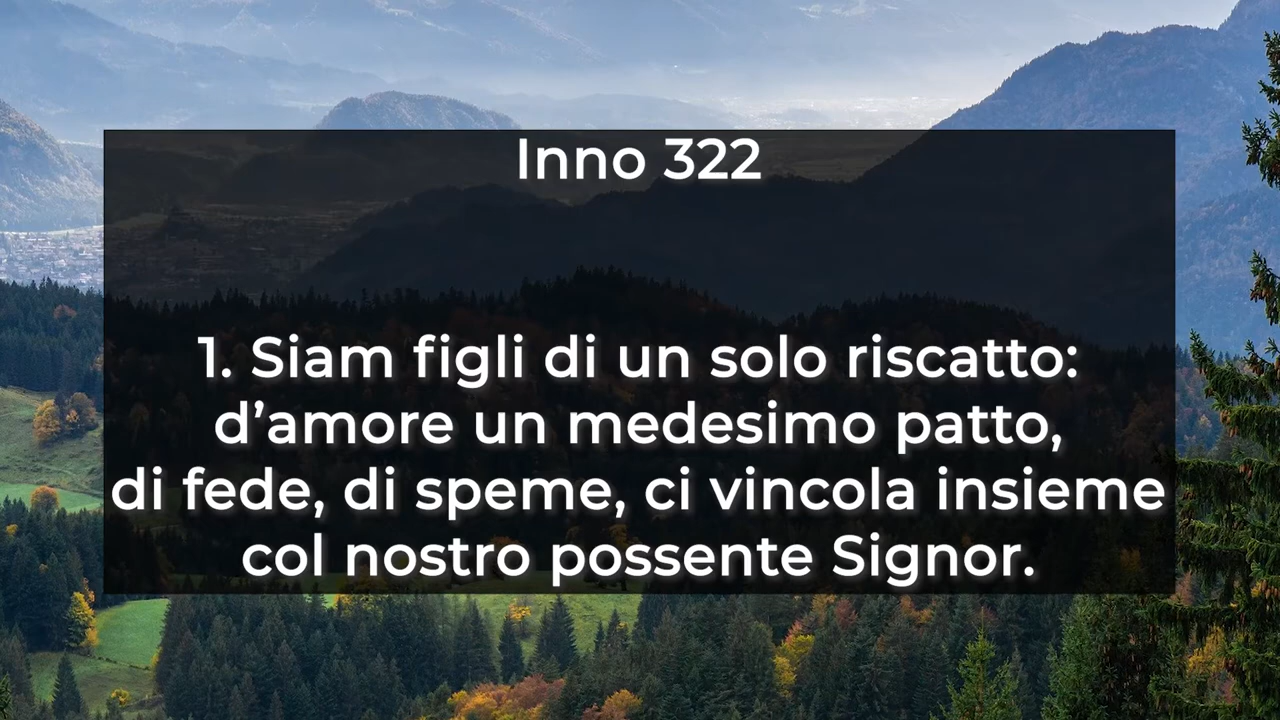 Inno 322
1. Siam figli di un solo riscatto:
d’amore un medesimo patto,
di fede, di speme, ci vincola insieme
col nostro possente Signor.